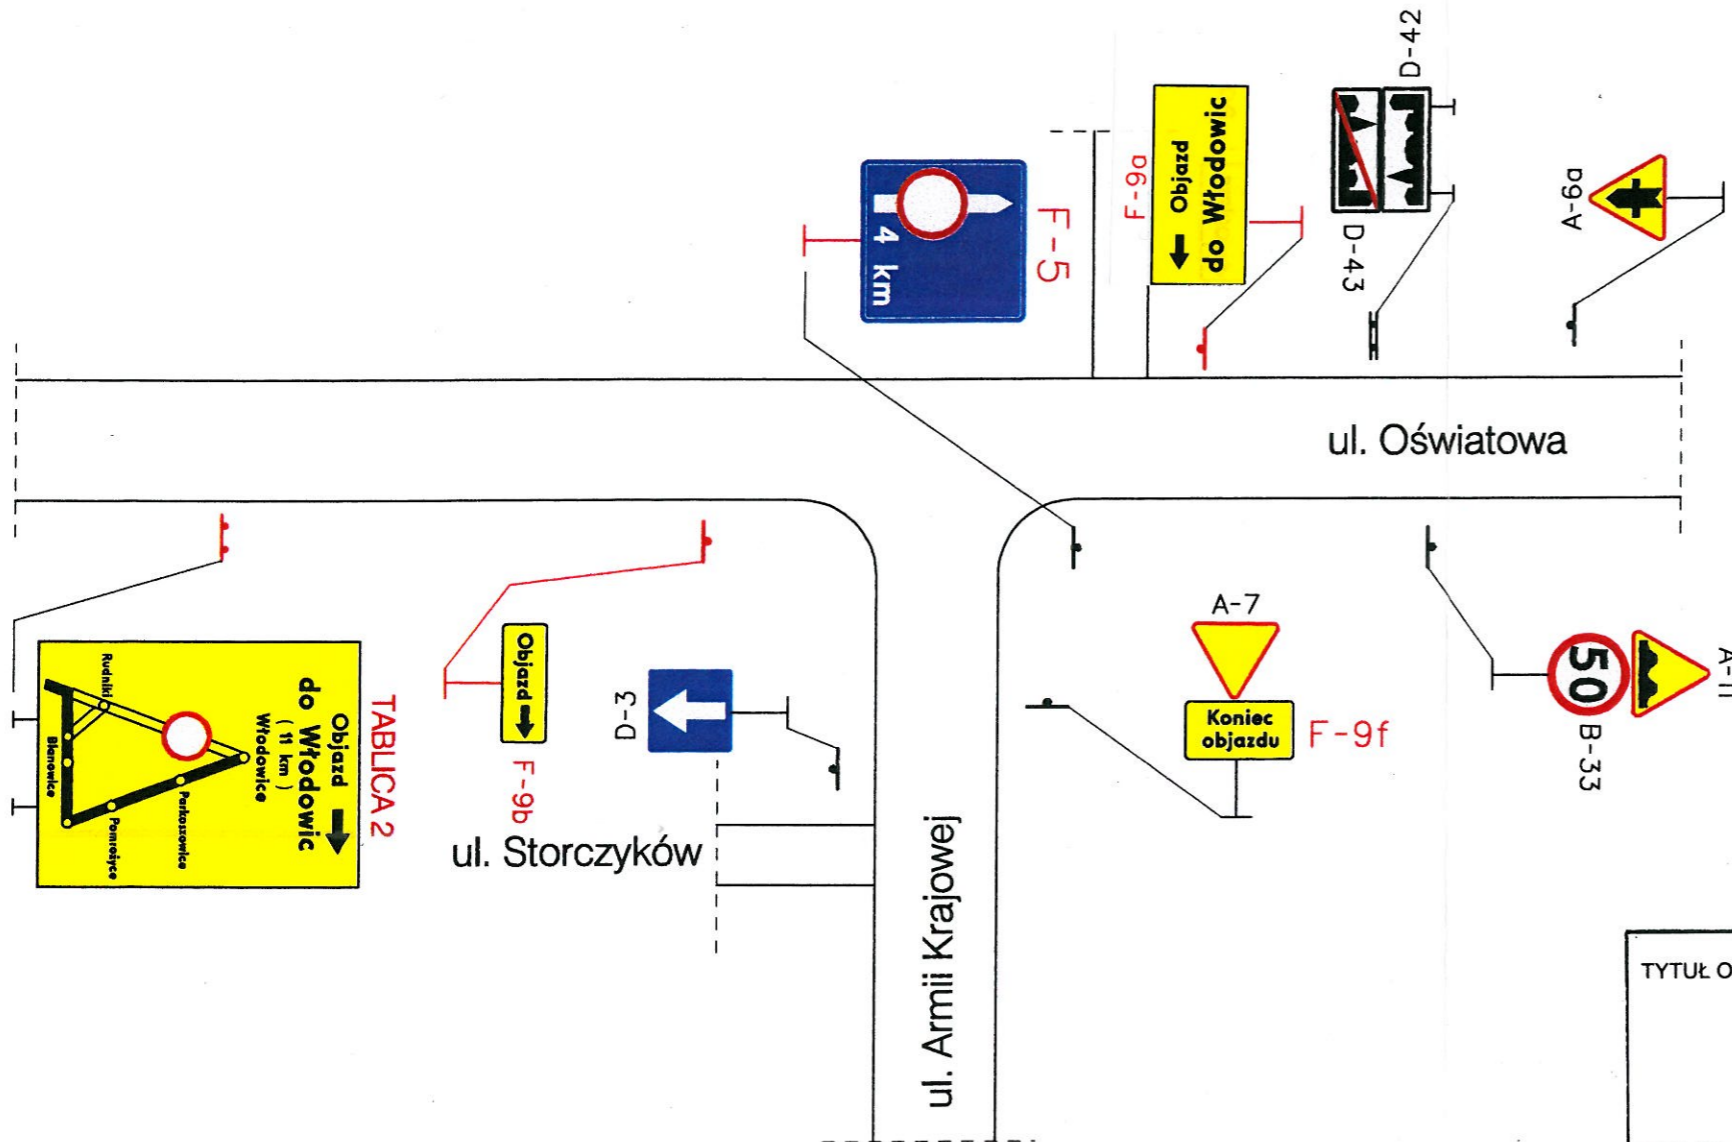 D-42
D-43
A-6a
F-9a
Objazd
do Włodowic
F-5
4 km
ul. Oświatowa
A-7
Koniec
objazdu
F-9f
50
B-33
A-11
TABLICA 2
Objazd
do Włodowic
( 11 km )
Włodowice
Rudniki
Blanowice
Parkoszowice
Pomrożyce
Objazd
F-9b
D-3
ul. Storczyków
ul. Armii Krajowej
TYTUŁ O